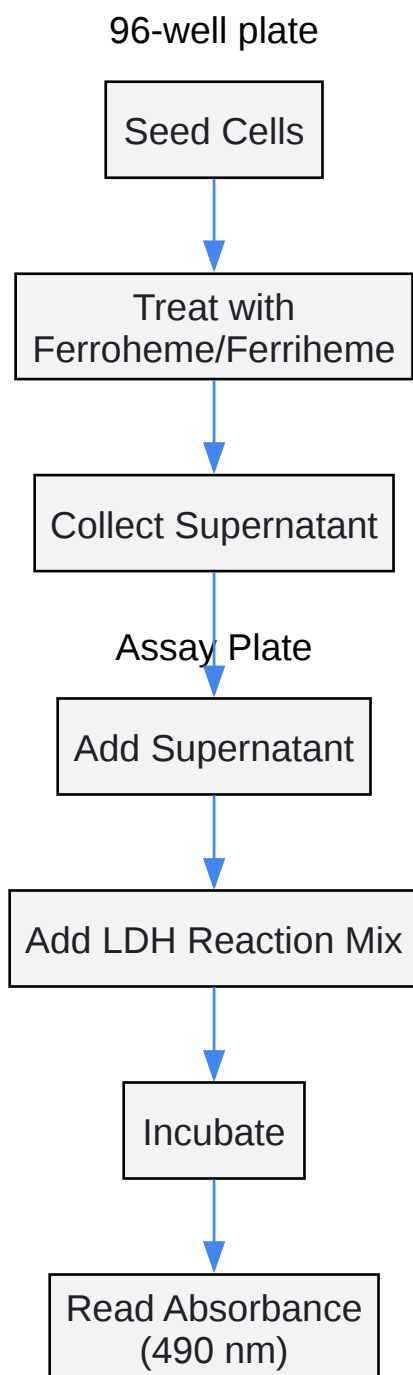 96-well plate
Seed Cells
Treat with
Ferroheme/Ferriheme
Collect Supernatant
Assay Plate
Add Supernatant
Add LDH Reaction Mix
Incubate
Read Absorbance
(490 nm)